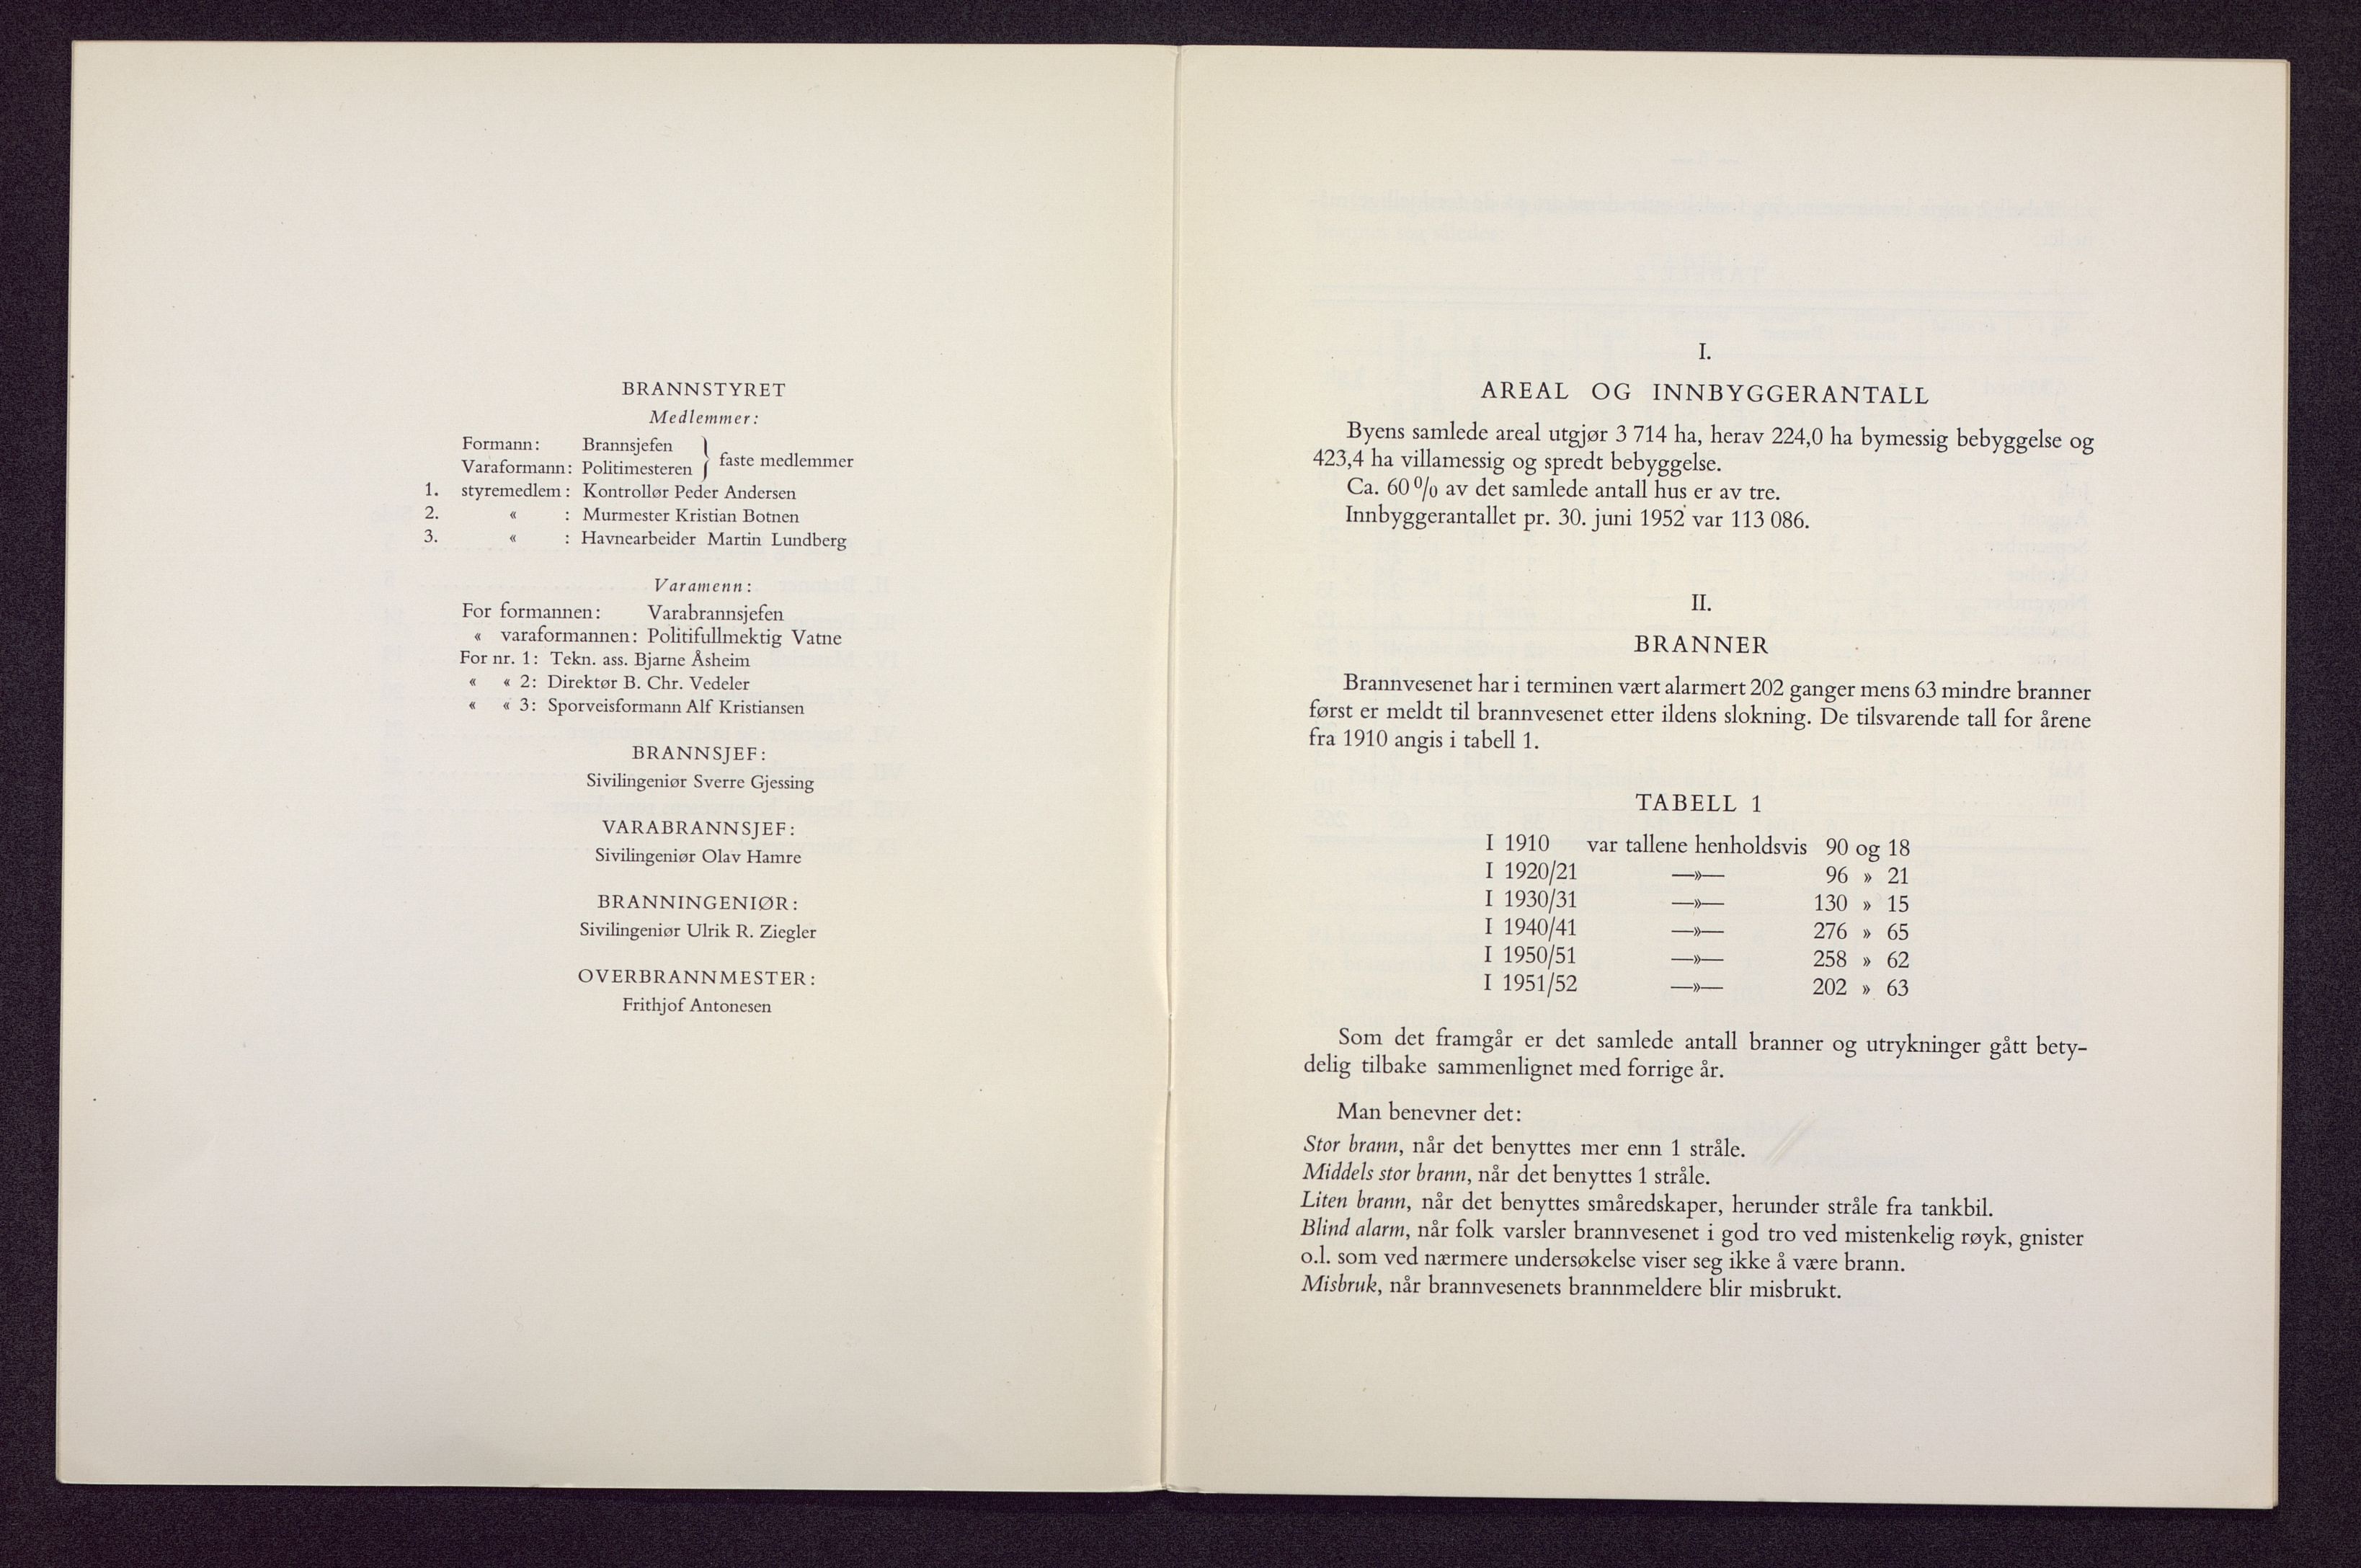 BRANNSTYRET
Medlemmer:
Formann: Brannsjefen
Varaformann: Politimesteren } faste medlemmer
1. styremedlem: Kontrollør Peder Andersen
2. « : Murmester Kristian Botnen
3. « : Havnearbeider Martin Lundberg
Varamenn:
For formannen: Varabrannsjefen
« varaformannen: Politifullmektig Vatne
For nr. 1: Tekn. ass. Bjarne Åsheim
« « 2: Direktør B. Chr. Vedeler
« « 3: Sporveisformann Alf Kristiansen
BRANNSJEF:
Sivilingeniør Sverre Gjessing
VARABRANNSJEF:
Sivilingeniør Olav Hamre
BRANNINGENIØR:
Sivilingeniør Ulrik R. Ziegler
OVERBRANNMESTER:
Frithjof Antonesen
I.
AREAL OG INNBYGGERANTALL
Byens samlede areal utgjør 3 714 ha, herav 224,0 ha bymessig bebyggelse og
423,4 ha villamessig og spredt bebyggelse.
Ca. 60 % av det samlede antall hus er av tre.
Innbyggerantallet pr. 30. juni 1952 var 113 086.
II.
BRANNER
Brannvesenet har i terminen vært alarmert 202 ganger mens 63 mindre branner
først er meldt til brannvesenet etter ildens slokning. De tilsvarende tall for årene
fra 1910 angis i tabell 1.
TABELL 1
I 1910 var tallene henholdsvis 90 og 18
I 1920/21 —»— 96 » 21
I 1930/31 —»— 130 » 15
I 1940/41 —»— 276 » 65
I 1950/51 —»— 258 » 62
I 1951/52 —»— 202 » 63
Som det framgår er det samlede antall branner og utrykninger gått bety-
delig tilbake sammenlignet med forrige år.
Man benevner det:
Stor brann, når det benyttes mer enn 1 stråle.
Middels stor brann, når det benyttes 1 stråle.
Liten brann, når det benyttes småredskaper, herunder stråle fra tankbil.
Blind alarm, når folk varsler brannvesenet i god tro ved mistenkelig røyk, gnister
o.l. som ved nærmere undersøkelse viser seg ikke å være brann.
Misbruk, når brannvesenets brannmeldere blir misbrukt.